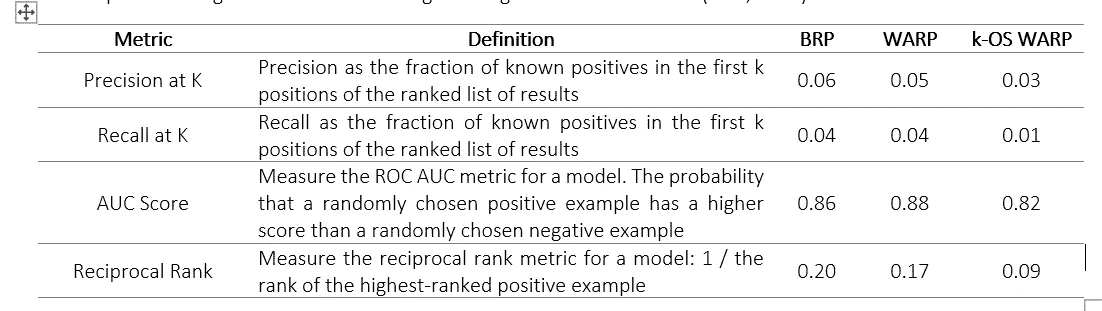 Metric Definition BRP WARP k-OS WARP
Precision at K Precision as the fraction of known positives in the first k positions of the ranked list of results 0.06 0.05 0.03
Recall at K Recall as the fraction of known positives in the first k positions of the ranked list of results 0.04 0.04 0.01
AUC Score Measure the ROC AUC metric for a model. The probability that a randomly chosen positive example has a higher score than a randomly chosen negative example 0.86 0.88 0.82
Reciprocal Rank Measure the reciprocal rank metric for a model: 1 / the rank of the highest-ranked positive example 0.20 0.17 0.09